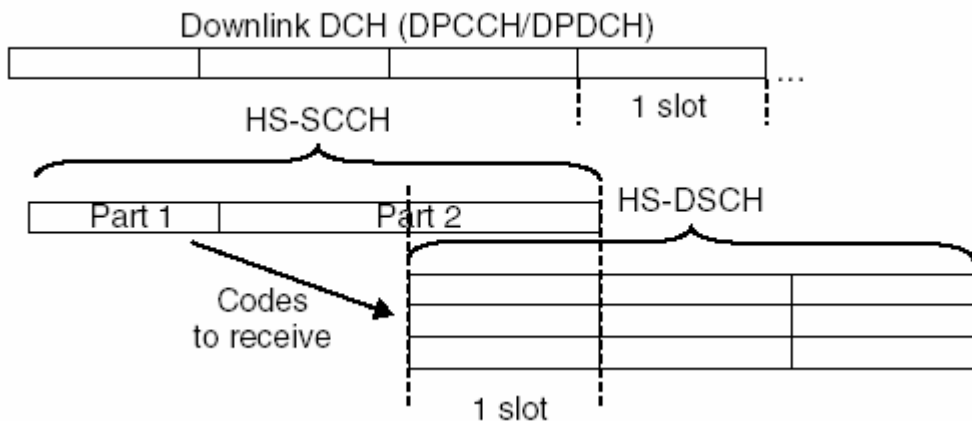 Downlink DCH (DPCCH/DPDCH)
...
1 slot
HS-SCCH
HS-DSCH
Part 1
Part 2
Codes
to receive
1 slot